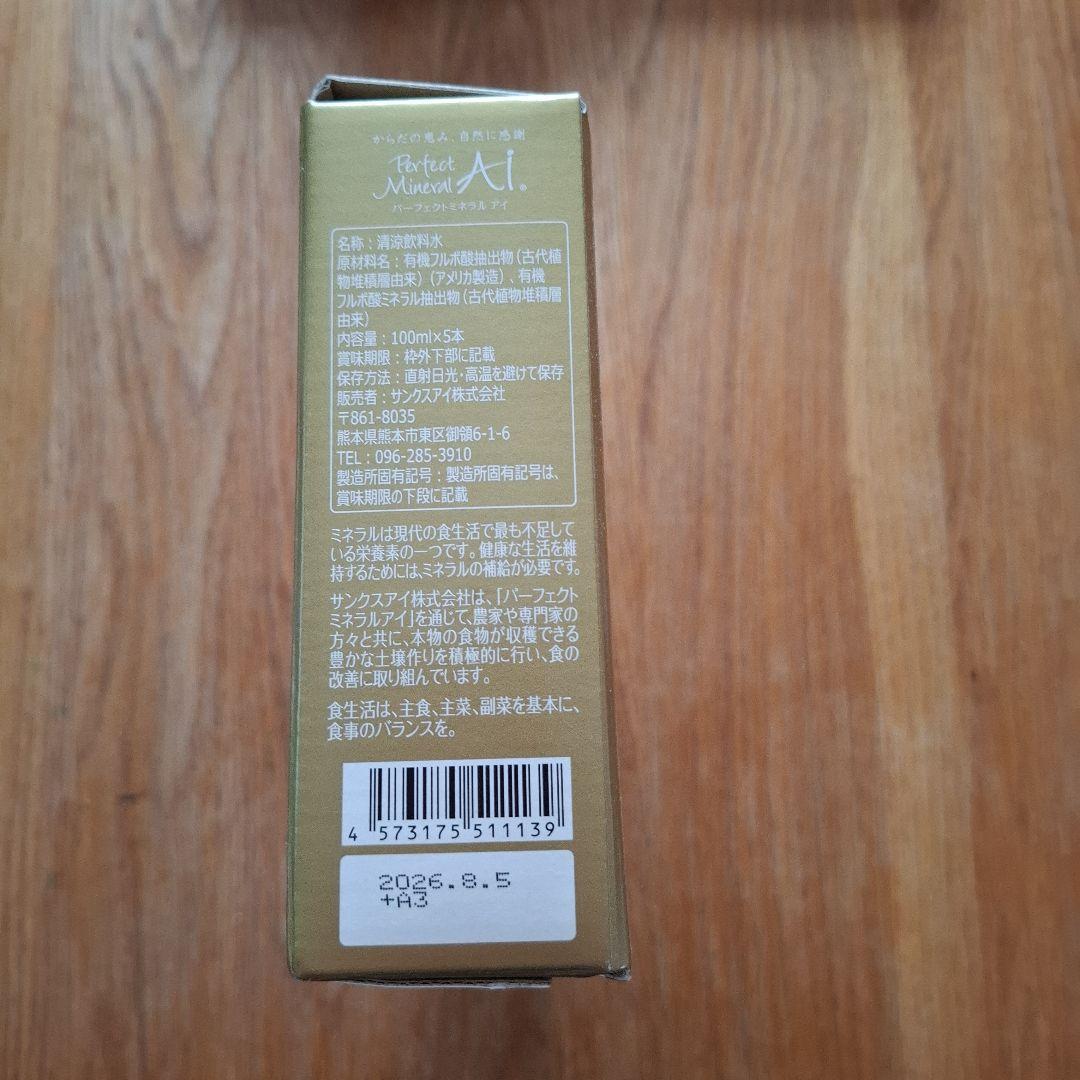 からだの恵み、自然に感謝
Perfect
Mineral Ai®
パーフェクトミネラル アイ
名称：清涼飲料水
原材料名：有機フルボ酸抽出物（古代植
物堆積層由来）（アメリカ製造）、有機
フルボ酸ミネラル抽出物（古代植物堆積層
由来）
内容量：100ml×5本
賞味期限：枠外下部に記載
保存方法：直射日光・高温を避けて保存
販売者：サンクスアイ株式会社
〒861-8035
熊本県熊本市東区御領6-1-6
TEL：096-285-3910
製造所固有記号：製造所固有記号は、
賞味期限の下段に記載
ミネラルは現代の食生活で最も不足して
いる栄養素の一つです。健康な生活を維
持するためには、ミネラルの補給が必要です。
サンクスアイ株式会社は、「パーフェクト
ミネラルアイ」を通じて、農家や専門家の
方々と共に、本物の食物が収穫できる
豊かな土壌作りを積極的に行い、食の
改善に取り組んでいます。
食生活は、主食、主菜、副菜を基本に、
食事のバランスを。
4 573175 511139
2026.8.5
+A3